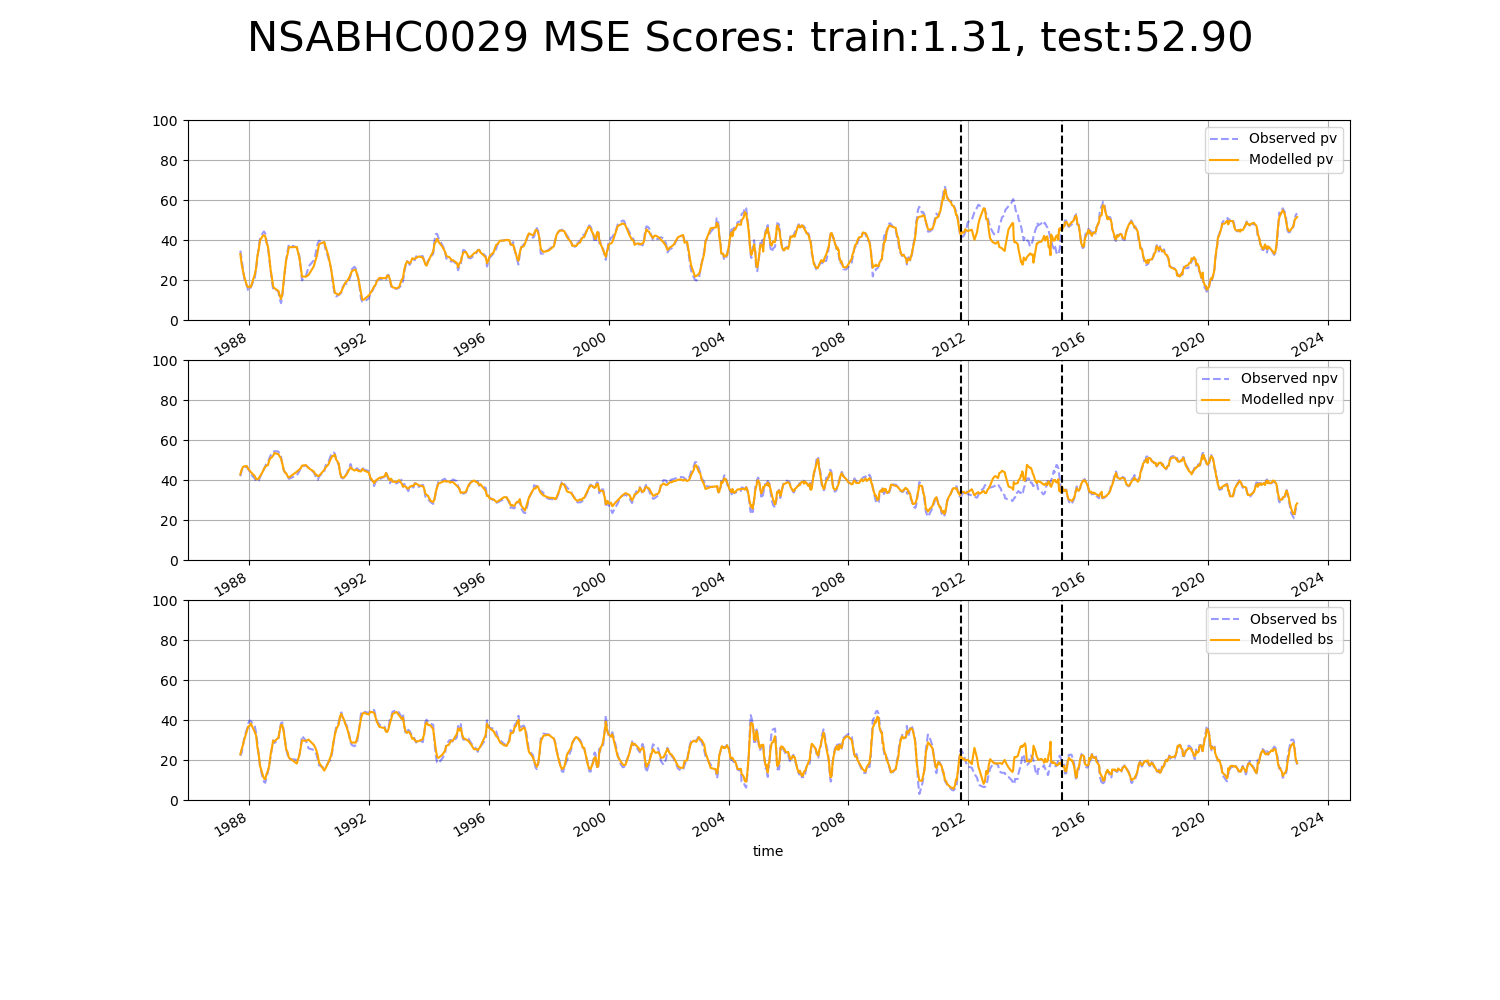 NSABHC0029 MSE Scores: train:1.31, test:52.90
100
80
60
40
20
0
Observed pv
Modelled pv
1988 1992 1996 2000 2004 2008 2012 2016 2020 2024
100
80
60
40
20
0
Observed npv
Modelled npv
1988 1992 1996 2000 2004 2008 2012 2016 2020 2024
100
80
60
40
20
0
Observed bs
Modelled bs
1988 1992 1996 2000 2004 2008 2012 2016 2020 2024
time